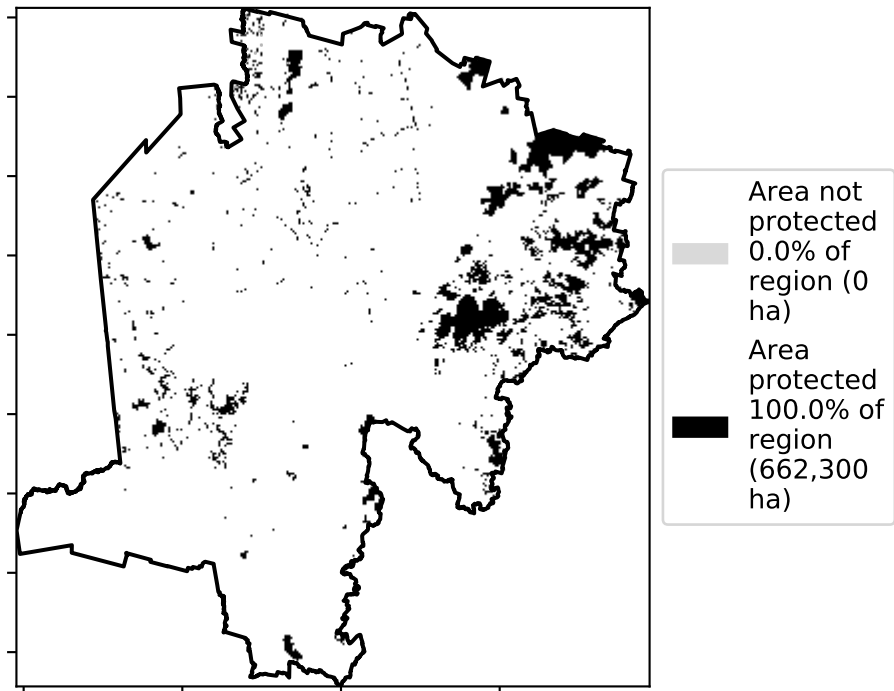 Area not
protected
0.0% of
region (0
ha)
Area
protected
100.0% of
region
(662,300
ha)